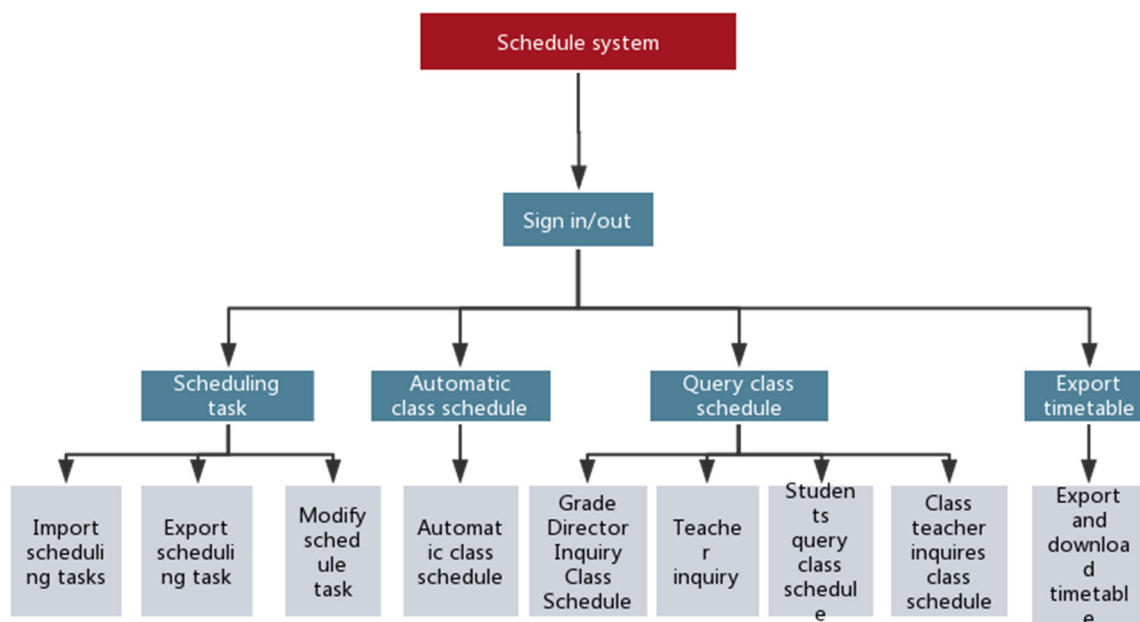 Schedule system
Sign in/out
Scheduling
task
Automatic
class schedule
Query class
schedule
Export
timetable
Import
scheduli
ng tasks
Export
scheduli
ng task
Modify
sched
ule
task
Automat
ic class
schedule
Grade
Director
Inquiry
Class
Schedule
Teache
r
inquiry
Studen
ts
query
class
schedul
e
Class
teacher
inquires
class
schedule
Export
and
downloa
d
timetabl
e